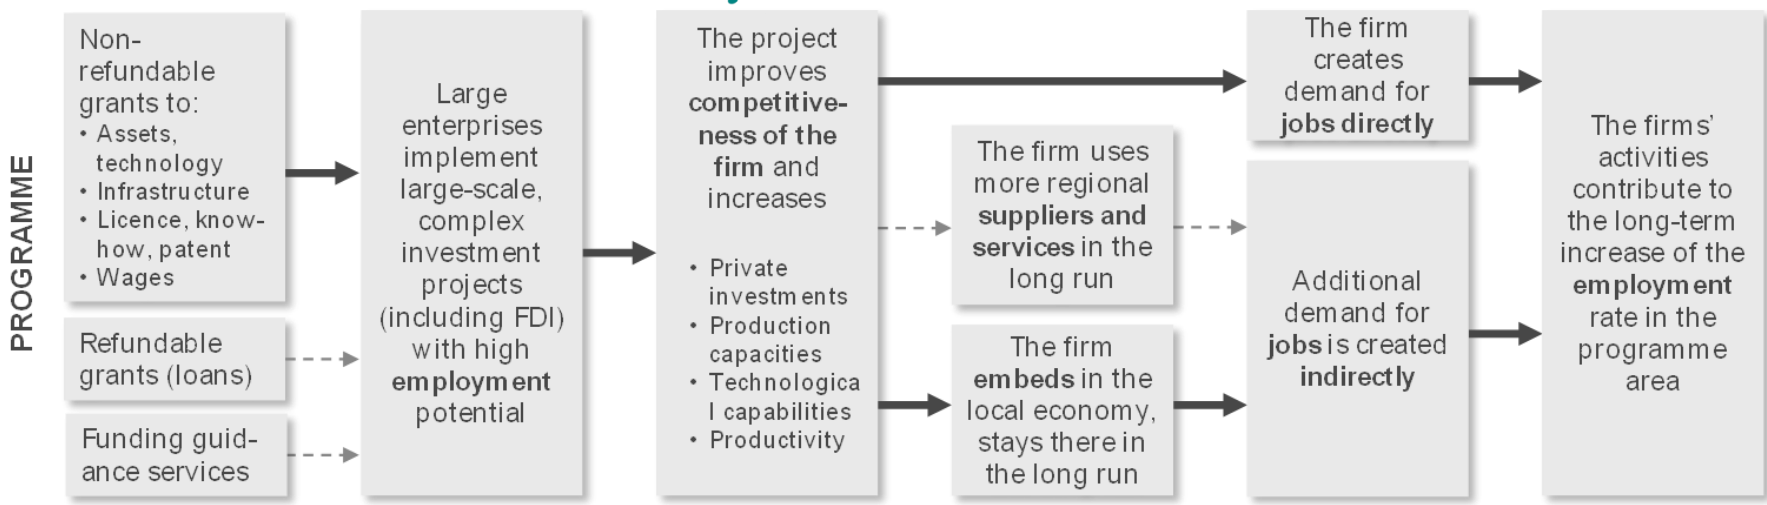 PROGRAMME
Non-
refundable
grants to:
• Assets,
technology
• Infrastructure
• Licence, know-
how, patent
• Wages
Refundable
grants (loans)
Funding guid-
ance services
Large
enterprises
implement
large-scale,
complex
investment
projects
(including FDI)
with high
employment
potential
The project
improves
competitive-
ness of the
firm and
increases
• Private
investments
• Production
capacities
• Technologica
l capabilities
• Productivity
The firm uses
more regional
suppliers and
services in the
long run
The firm
embeds in the
local economy,
stays there in
the long run
The firm
creates
demand for
jobs directly
Additional
demand for
jobs is created
indirectly
The firms'
activities
contribute to
the long-term
increase of the
employment
rate in the
programme
area